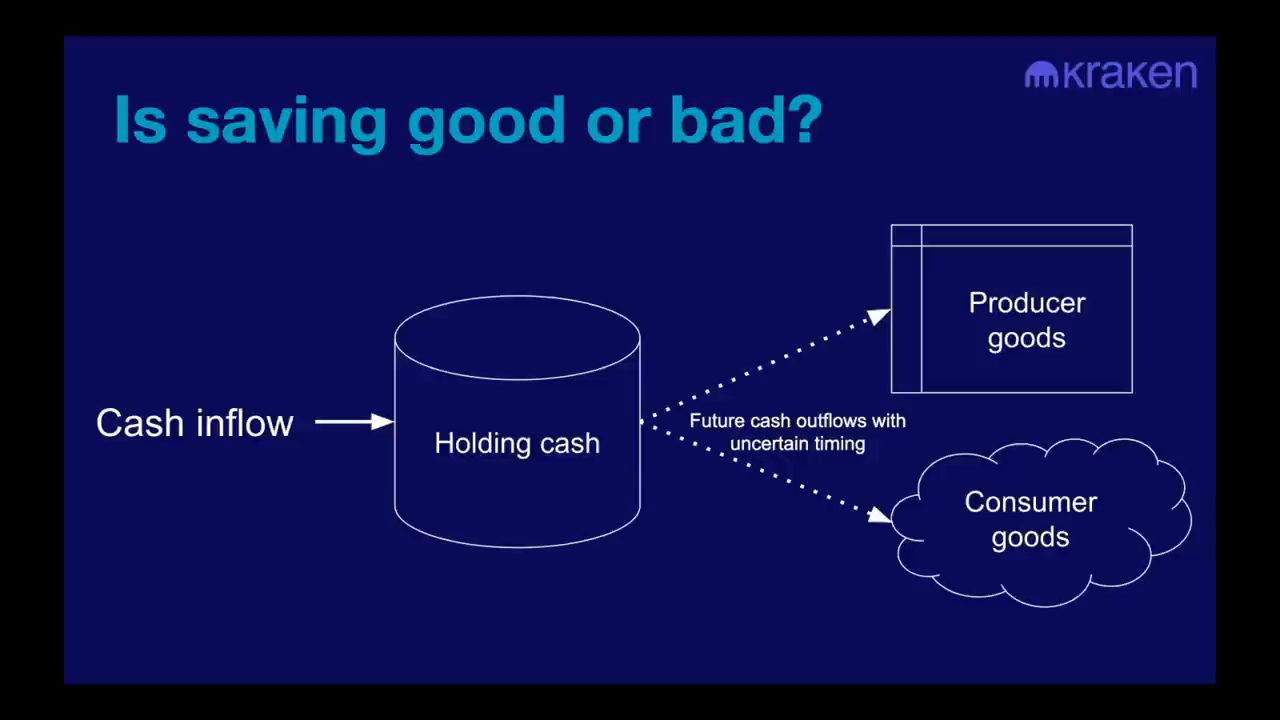 kraken
Is saving good or bad?
Producer
goods
Cash inflow
Holding cash
Future cash outflows with
uncertain timing
Consumer
goods